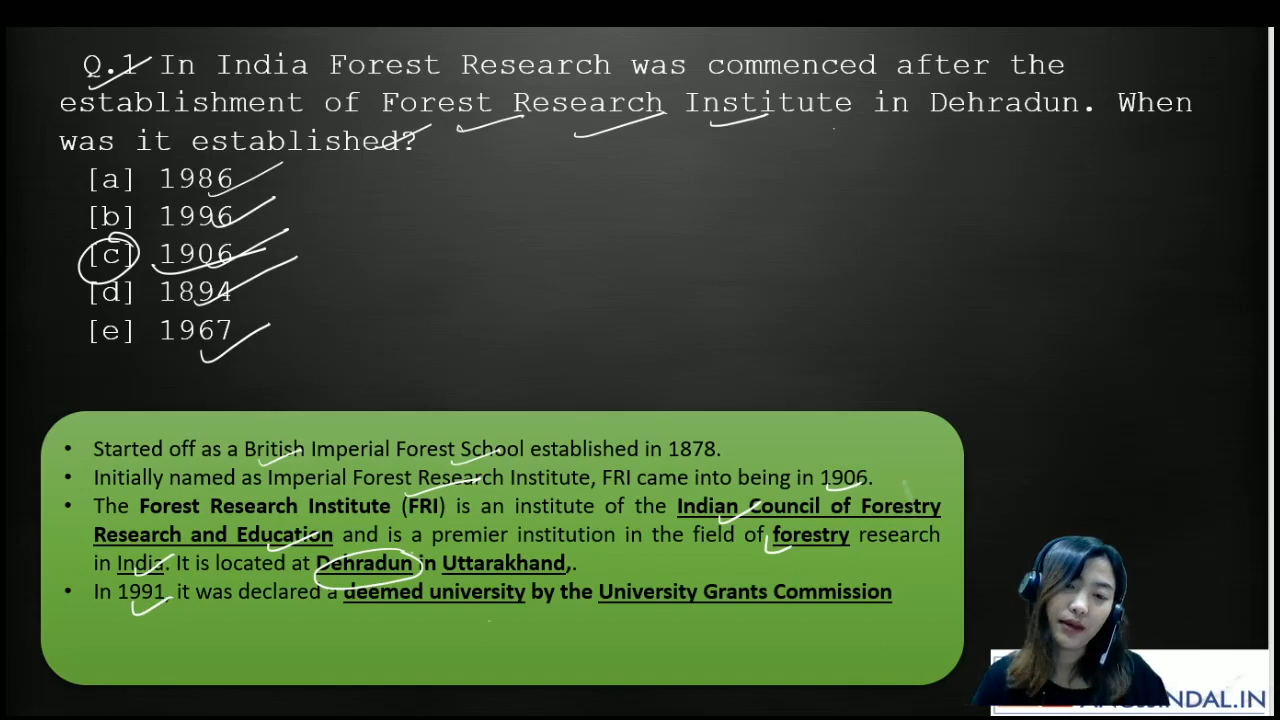 Q.1 In India Forest Research was commenced after the
establishment of Forest Research Institute in Dehradun. When
was it established?
[a] 1986
[b] 1996
[c] 1906
[d] 1894
[e] 1967
• Started off as a British Imperial Forest School established in 1878.
• Initially named as Imperial Forest Research Institute, FRI came into being in 1906.
• The Forest Research Institute (FRI) is an institute of the Indian Council of Forestry
Research and Education and is a premier institution in the field of forestry research
in India. It is located at Dehradun in Uttarakhand,.
• In 1991, it was declared a deemed university by the University Grants Commission